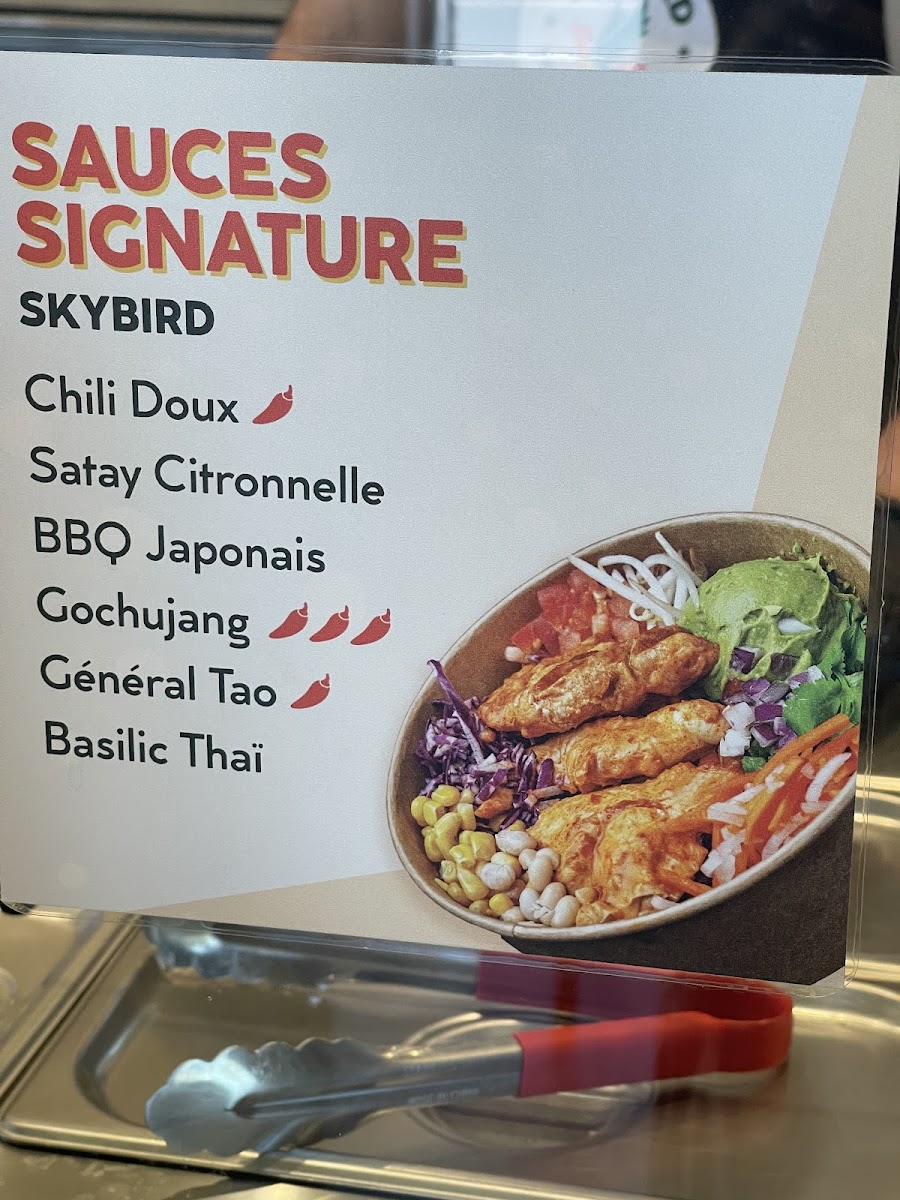 SAUCES
SIGNATURE
SKYBIRD
Chili Doux
Satay Citronnelle
BBQ Japonais
Gochujang
Général Tao
Basilic Thaï